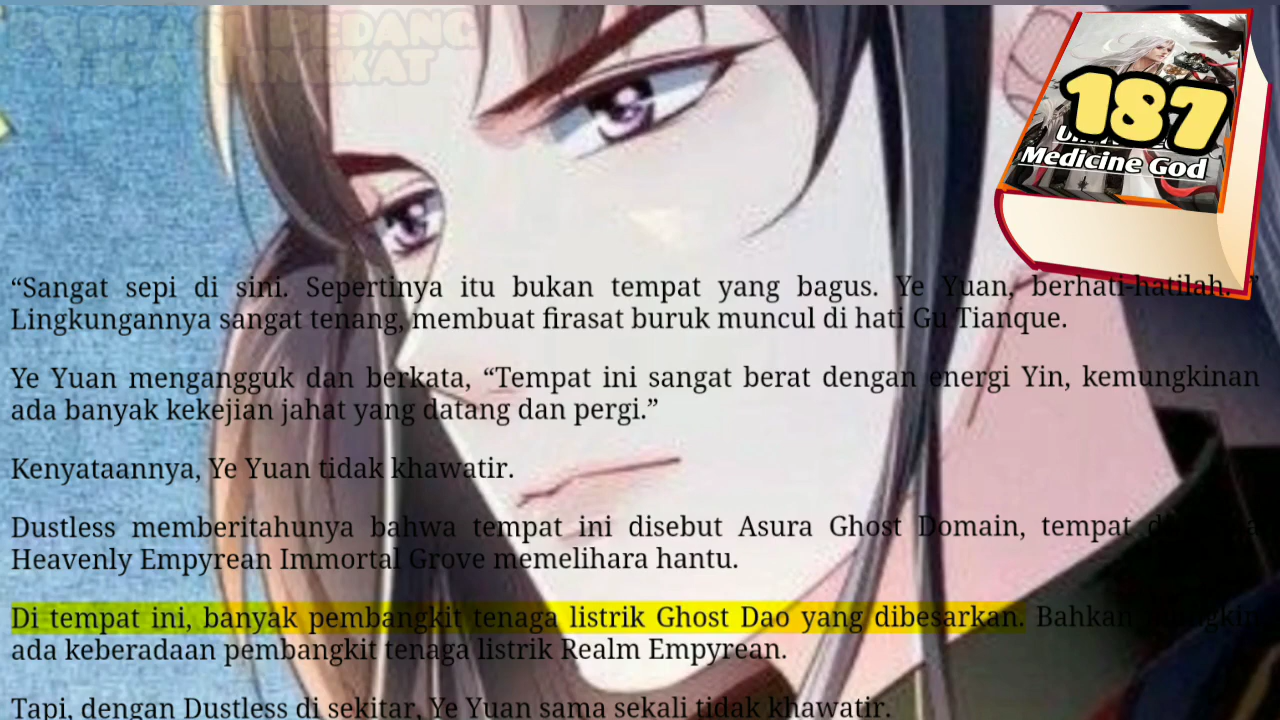 PEDANG
187
Medicine God
“Sangat sepi di sini. Sepertinya itu bukan tempat yang bagus. Ye Yuan, berhati-hatilah. ”
Lingkungannya sangat tenang, membuat firasat buruk muncul di hati Gu Tianque.
Ye Yuan mengangguk dan berkata, “Tempat ini sangat berat dengan energi Yin, kemungkinan
ada banyak kekejian jahat yang datang dan pergi.”
Kenyataannya, Ye Yuan tidak khawatir.
Dustless memberitahunya bahwa tempat ini disebut Asura Ghost Domain, tempat
Heavenly Empyrean Immortal Grove memelihara hantu.
Di tempat ini, banyak pembangkit tenaga listrik Ghost Dao yang dibesarkan. Bahkan
ada keberadaan pembangkit tenaga listrik Realm Empyrean.
Tapi, dengan Dustless di sekitar, Ye Yuan sama sekali tidak khawatir.